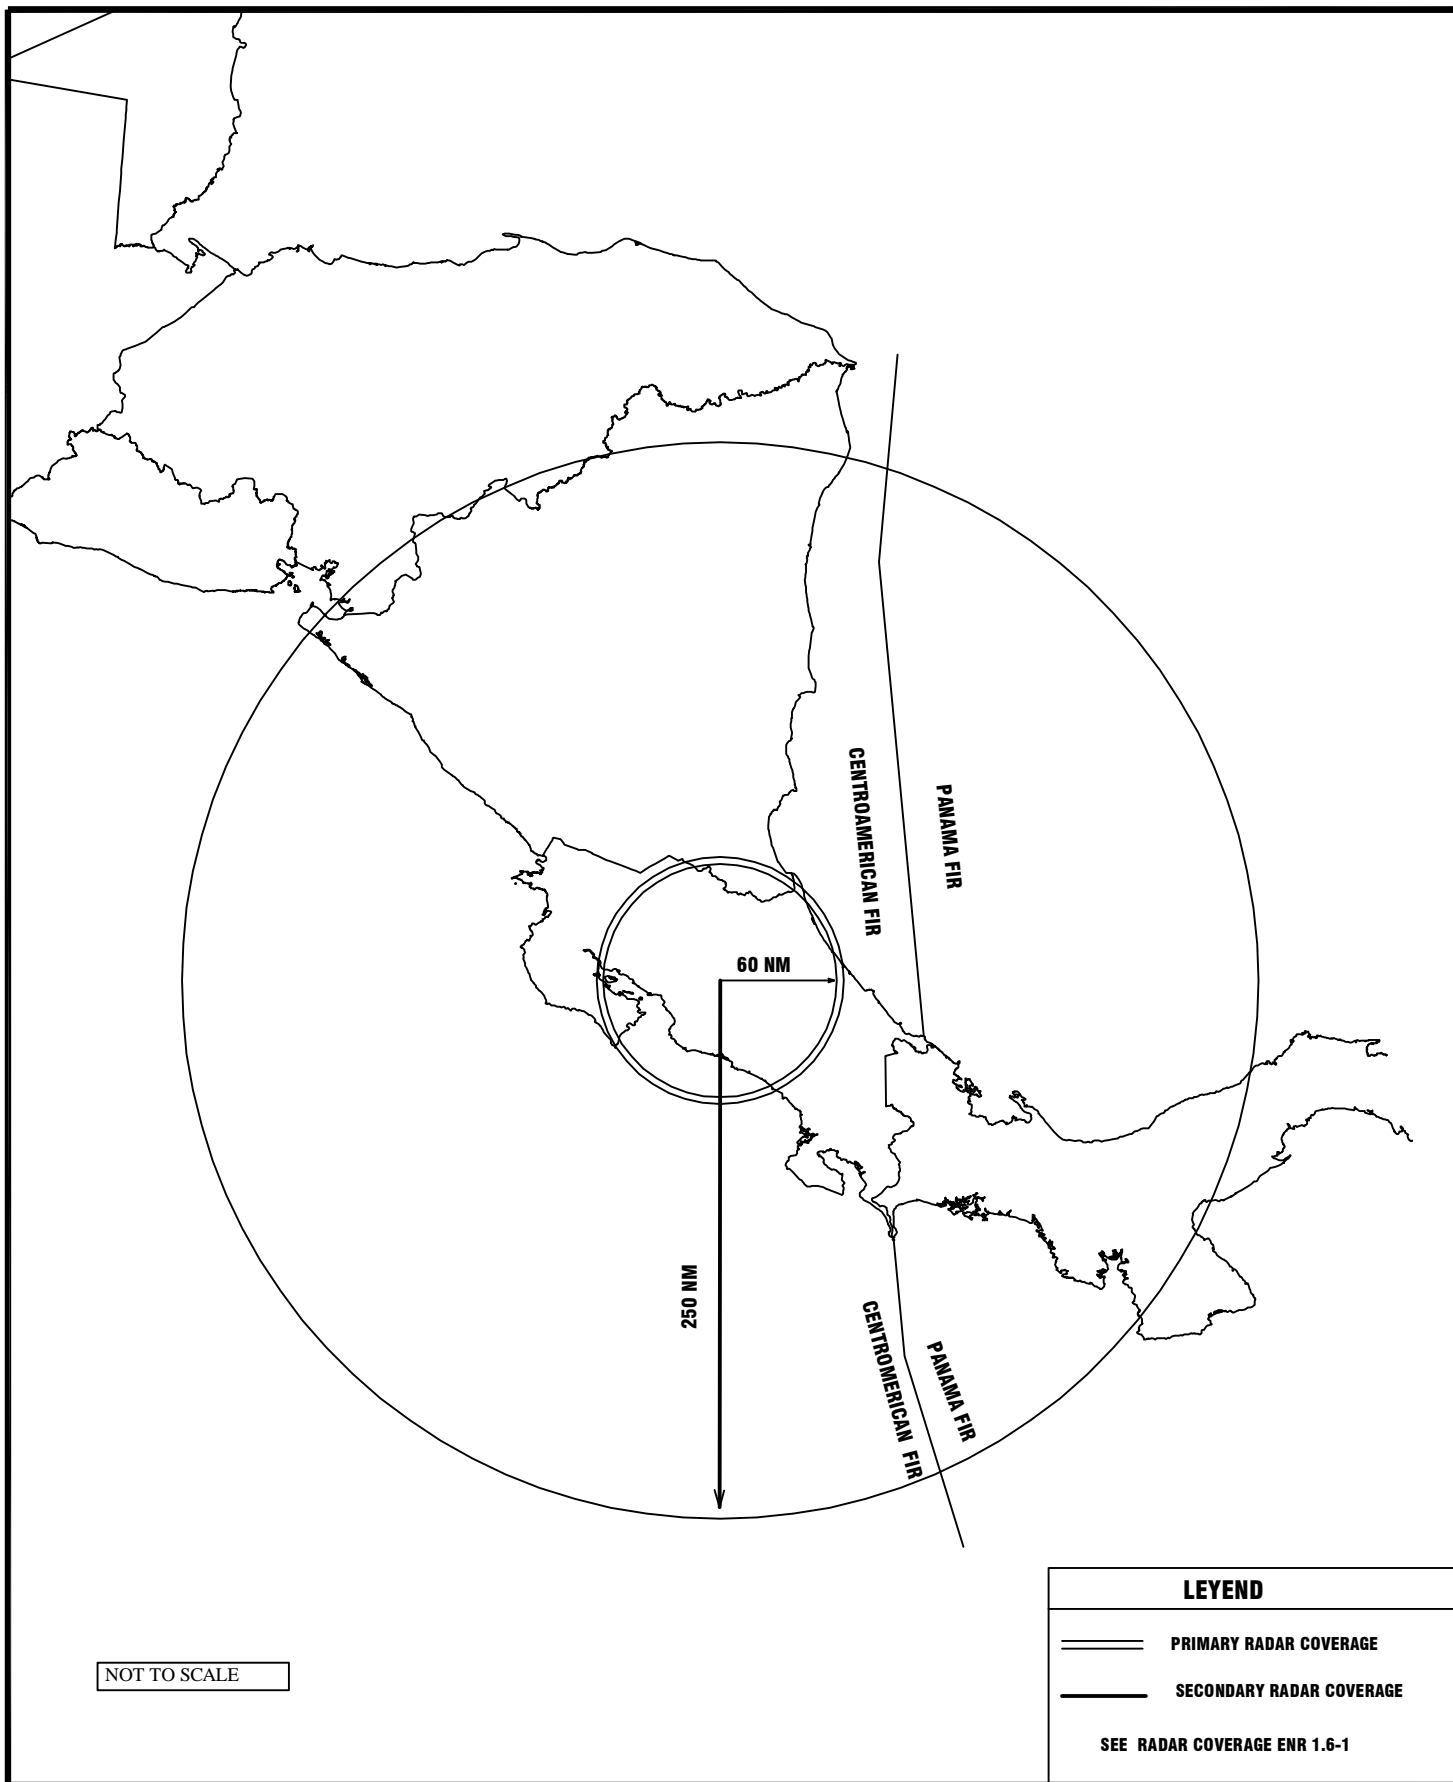 CENTROAMERICAN FIR
PANAMA FIR
60 NM
250 NM
CENTROMERICAN FIR
PANAMA FIR
LEYEND
PRIMARY RADAR COVERAGE
SECONDARY RADAR COVERAGE
SEE RADAR COVERAGE ENR 1.6-1
NOT TO SCALE